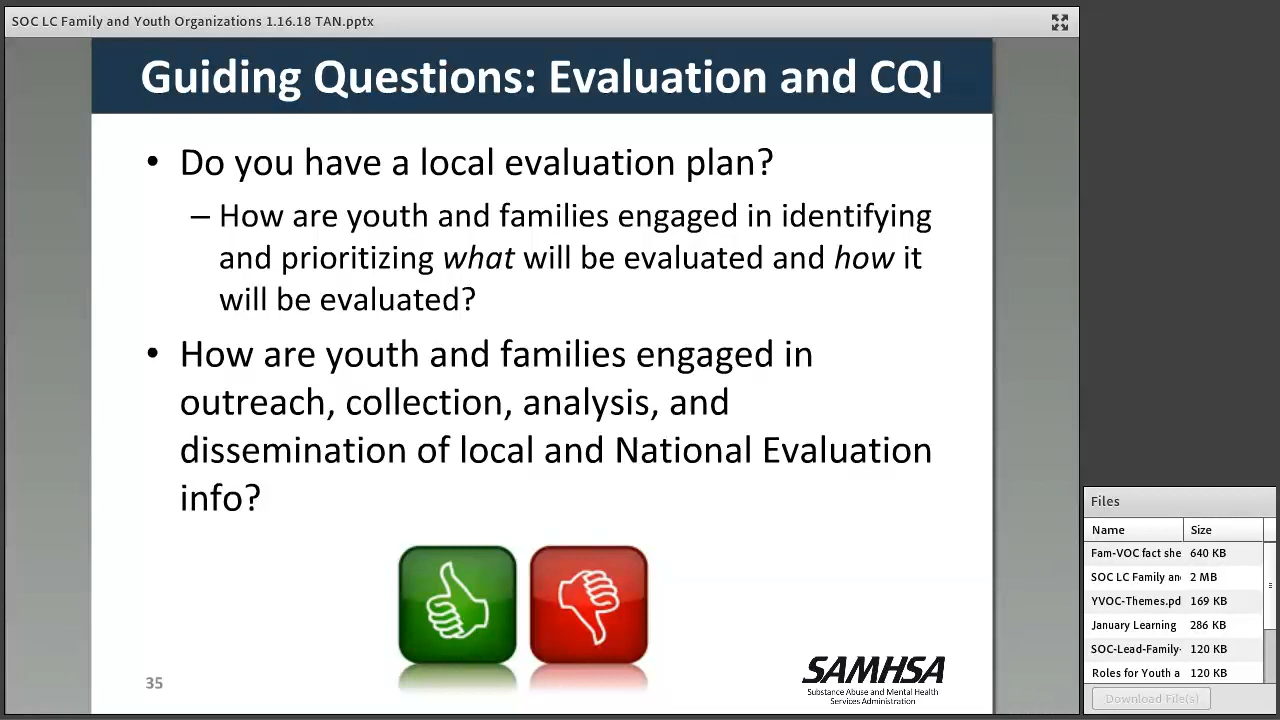 SOC LC Family and Youth Organizations 1.16.18 TAN.pptx
Guiding Questions: Evaluation and CQI
• Do you have a local evaluation plan?
– How are youth and families engaged in identifying
and prioritizing what will be evaluated and how it
will be evaluated?
• How are youth and families engaged in
outreach, collection, analysis, and
dissemination of local and National Evaluation
info?
35
SAMHSA
Substance Abuse and Mental Health
Services Administration
Files
Name Size
Fam-VOC fact she 640 KB
SOC LC Family an 2 MB
YVOC-Themes.pd 169 KB
January Learning 286 KB
SOC-Lead-Family- 120 KB
Roles for Youth a 120 KB
Download File(s)